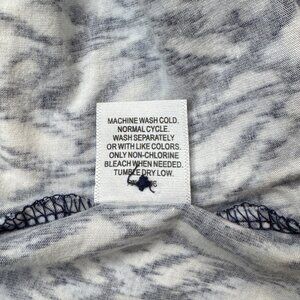 MACHINE WASH COLD.
NORMAL CYCLE.
WASH SEPARATELY
OR WITH LIKE COLORS.
ONLY NON-CHLORINE
BLEACH WHEN NEEDED.
TUMBLE DRY LOW.